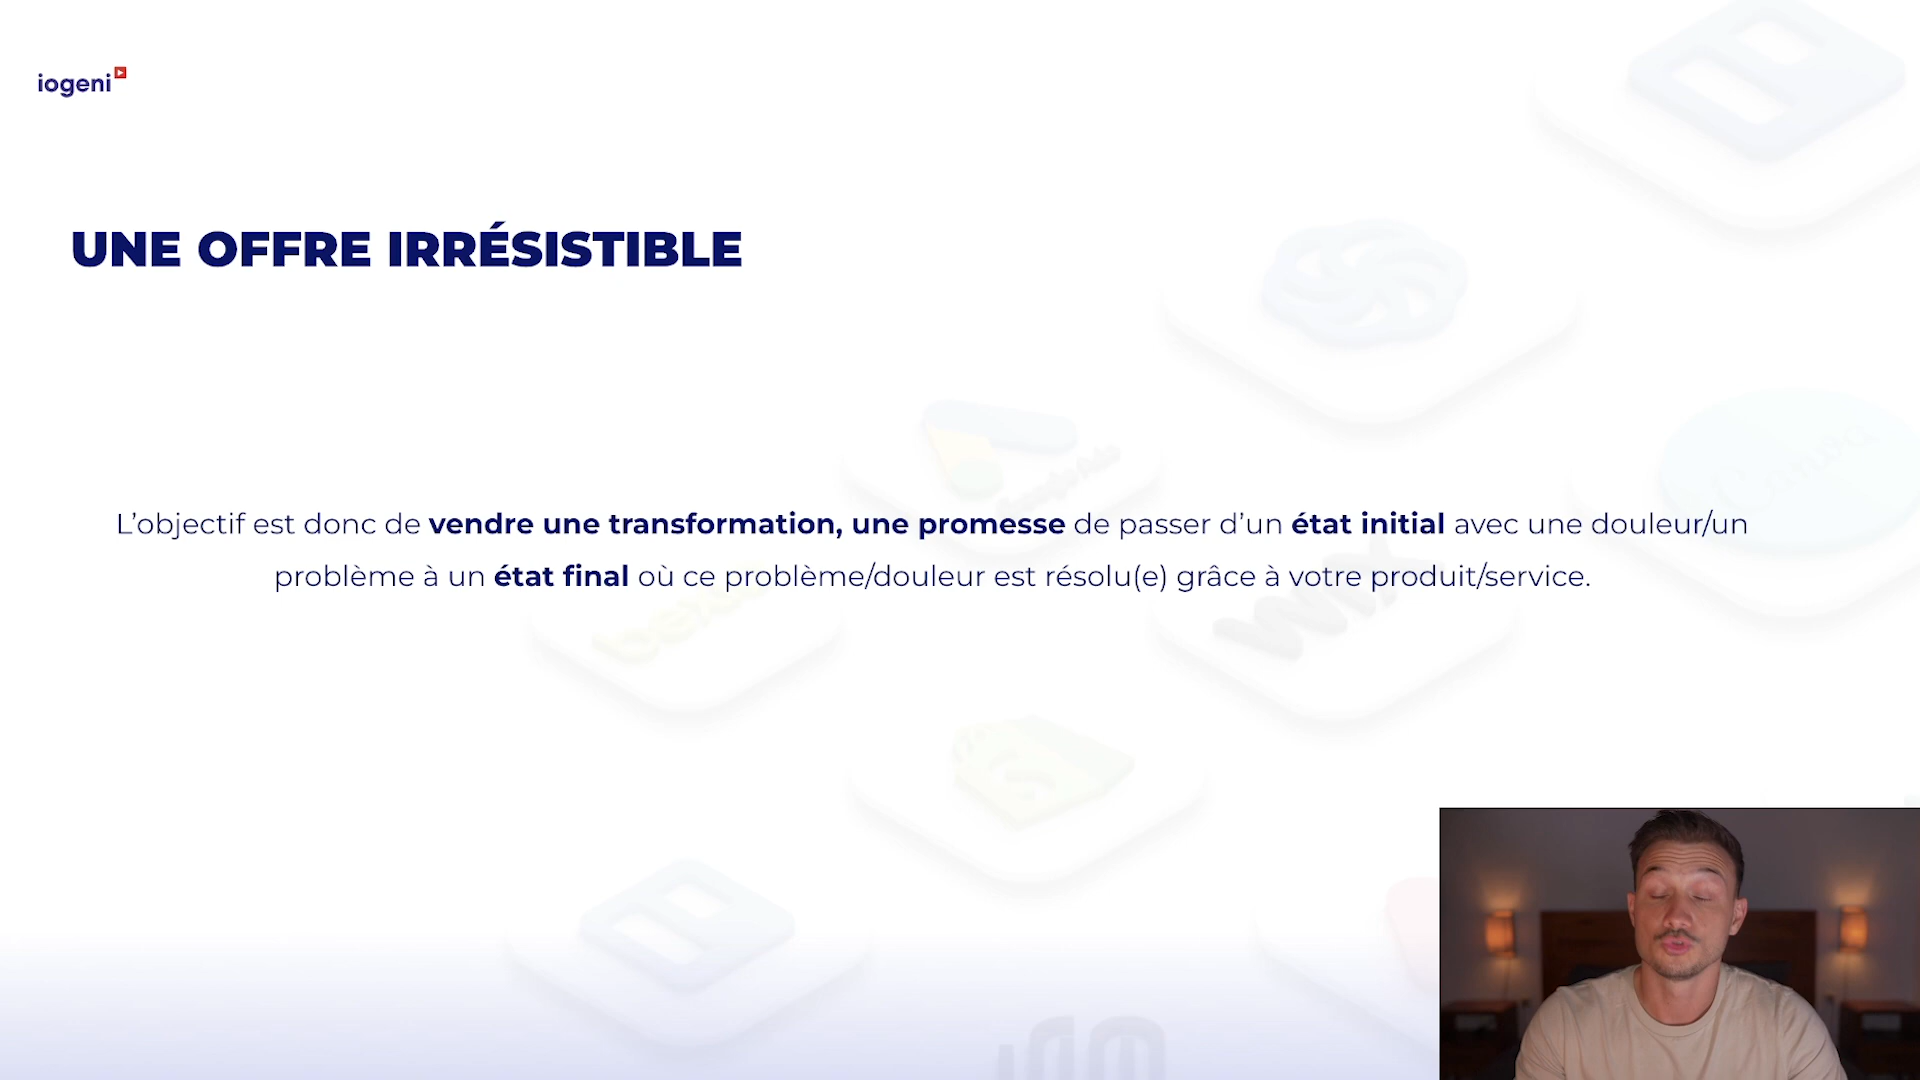 iogeni
UNE OFFRE IRRÉSISTIBLE
L’objectif est donc de vendre une transformation, une promesse de passer d’un état initial avec une douleur/un
problème à un état final où ce problème/douleur est résolu(e) grâce à votre produit/service.
WIX